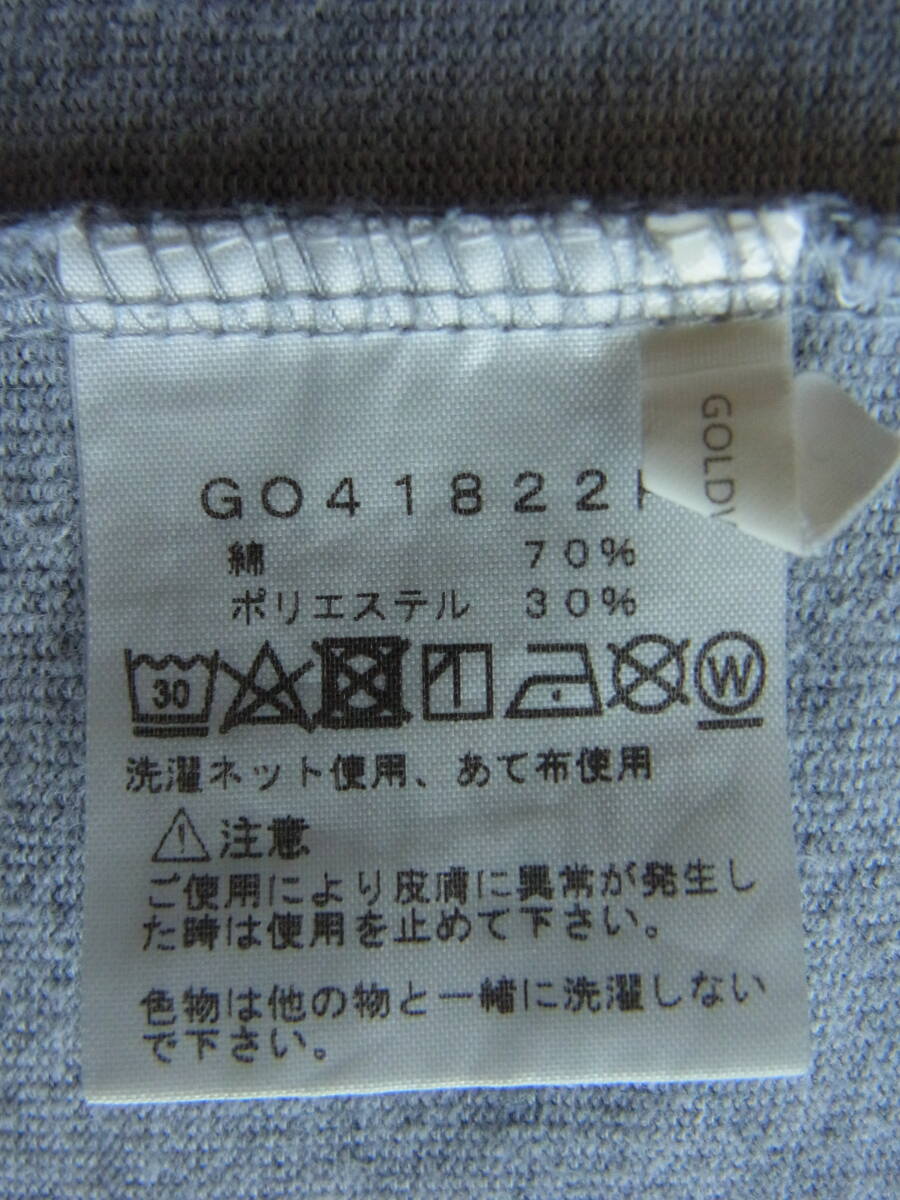 GOLD
GO41822
綿 70%
ポリエステル 30%
30
W
洗濯ネット使用、あて布使用
注意
ご使用により皮膚に異常が発生し
た時は使用を止めて下さい。
色物は他の物と一緒に洗濯しない
で下さい。